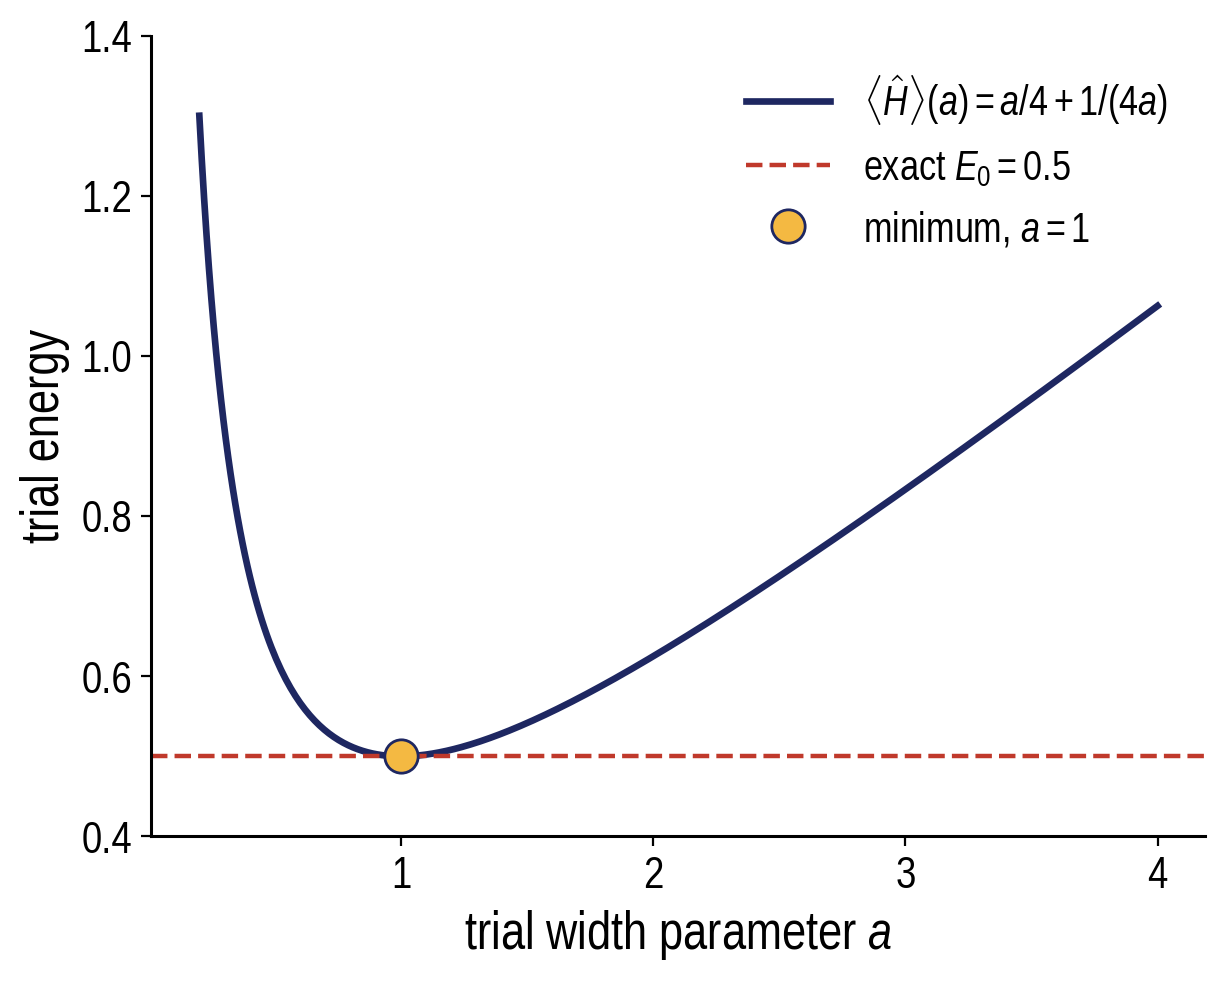 ⟨Ĥ⟩(a) = a/4 + 1/(4a)
exact E₀ = 0.5
minimum, a = 1
trial energy
1.4
1.2
1.0
0.8
0.6
0.4
1 2 3 4
trial width parameter a